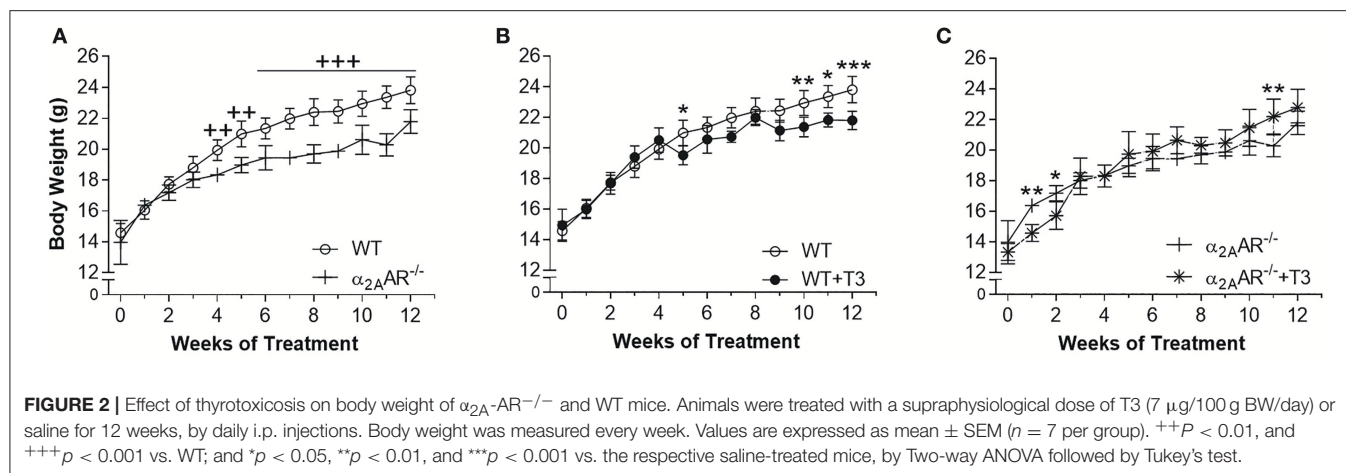 A
26
24
22
20
18
16
14
12
0
Body Weight (g)
++
++
+++
WT
α2AAR-/-
0 2 4 6 8 10 12
Weeks of Treatment
B
26
24
22
20
18
16
14
12
0
*
** * ***
WT
WT+T3
0 2 4 6 8 10 12
Weeks of Treatment
C
26
24
22
20
18
16
14
12
0
**
*
**
α2AAR-/-
α2AAR-/-+T3
0 2 4 6 8 10 12
Weeks of Treatment
FIGURE 2 | Effect of thyrotoxicosis on body weight of α2A-AR−/− and WT mice. Animals were treated with a supraphysiological dose of T3 (7 μg/100 g BW/day) or
saline for 12 weeks, by daily i.p. injections. Body weight was measured every week. Values are expressed as mean ± SEM (n = 7 per group). ++P < 0.01, and
+++p < 0.001 vs. WT; and *p < 0.05, **p < 0.01, and ***p < 0.001 vs. the respective saline-treated mice, by Two-way ANOVA followed by Tukey's test.